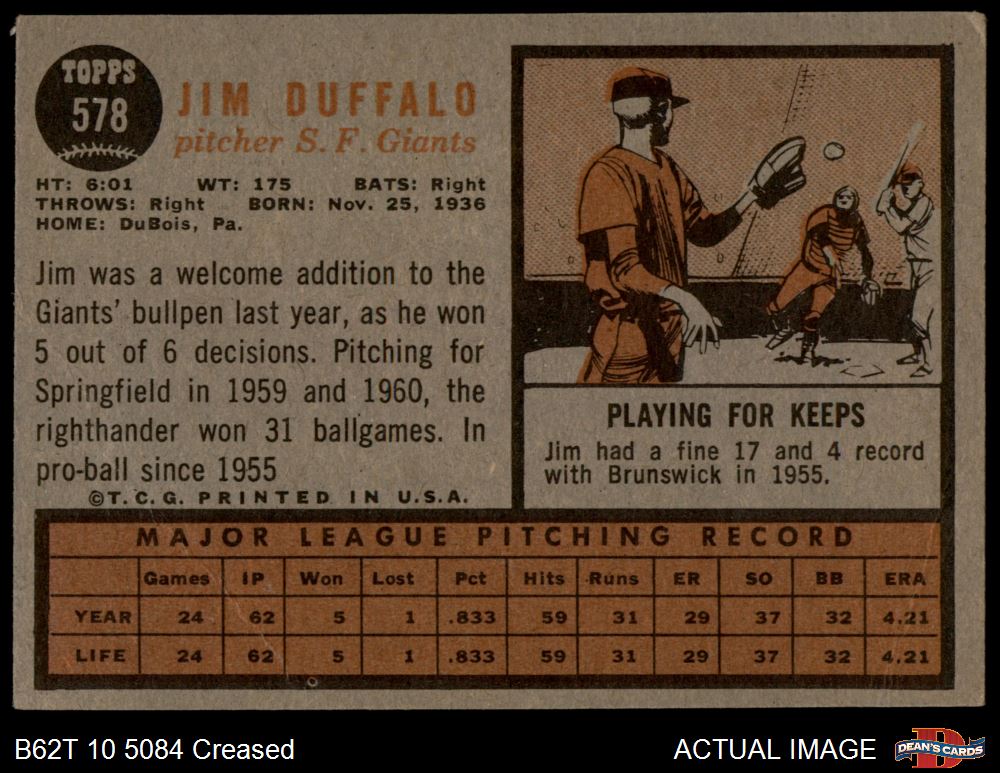 TOPPS
578
JIM DUFFALO
pitcher S. F. Giants
HT: 6:01 WT: 175 BATS: Right
THROWS: Right BORN: Nov. 25, 1936
HOME: DuBois, Pa.
Jim was a welcome addition to the
Giants' bullpen last year, as he won
5 out of 6 decisions. Pitching for
Springfield in 1959 and 1960, the
righthander won 31 ballgames. In
pro-ball since 1955
©T.C.G. PRINTED IN U.S.A.
PLAYING FOR KEEPS
Jim had a fine 17 and 4 record
with Brunswick in 1955.
MAJOR LEAGUE PITCHING RECORD
Games IP Won Lost Pct Hits Runs ER SO BB ERA
YEAR 24 62 5 1 .833 59 31 29 37 32 4.21
LIFE 24 62 5 1 .833 59 31 29 37 32 4.21
B62T 10 5084 Creased ACTUAL IMAGE DEAN'S CARDS